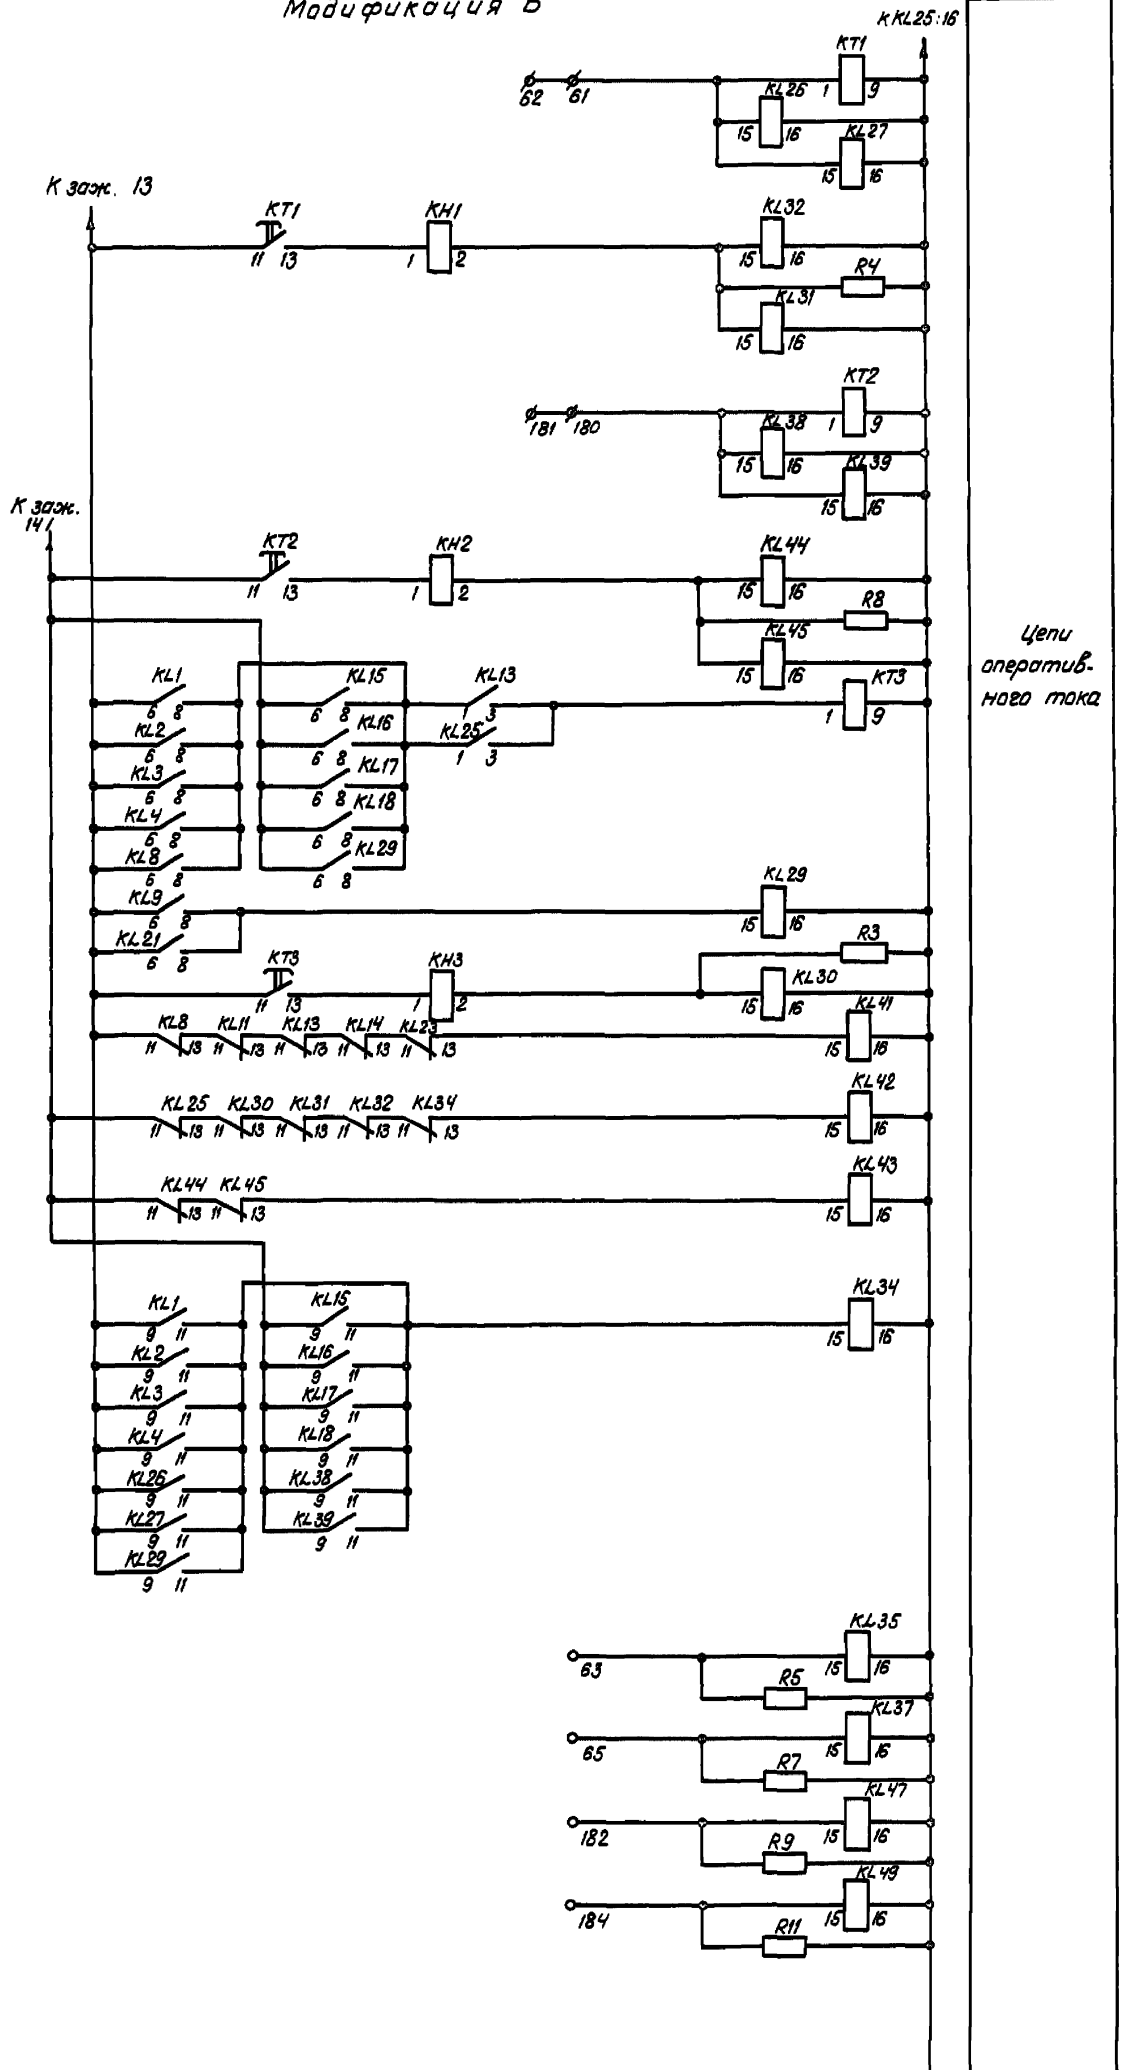 Модификация В
К KL25:16
KT1
1 9
62 61
KL26
15 16
KL27
15 16
К заж. 13
KT1
11 13
KH1
1 2
KL32
15 16
R4
KL31
15 16
KT2
1 9
181 180
KL38
15 16
KL39
15 16
К заж.
141
KT2
11 13
KH2
1 2
KL44
15 16
R8
KL45
15 16
Цепи
оператив-
ного тока
KL1
6 8
KL15
6 8
KL13
1 3
KT3
1 9
KL2
6 8
KL16
6 8
KL25
1 3
KL3
6 8
KL17
6 8
KL4
6 8
KL18
6 8
KL8
6 8
KL29
6 8
KL9
6 8
KL29
15 16
KL21
6 8
R3
KT3
11 13
KH3
1 2
KL30
15 16
KL8 KL11 KL13 KL14 KL23
11 13 11 13 11 13 11 13 11 13
KL41
15 16
KL25 KL30 KL31 KL32 KL34
11 13 11 13 11 13 11 13 11 13
KL42
15 16
KL44 KL45
11 13 11 13
KL43
15 16
KL1
9 11
KL15
9 11
KL34
15 16
KL2
9 11
KL16
9 11
KL3
9 11
KL17
9 11
KL4
9 11
KL18
9 11
KL26
9 11
KL38
9 11
KL27
9 11
KL39
9 11
KL29
9 11
63
KL35
15 16
R5
65
KL37
15 16
R7
182
KL47
15 16
R9
184
KL49
15 16
R11